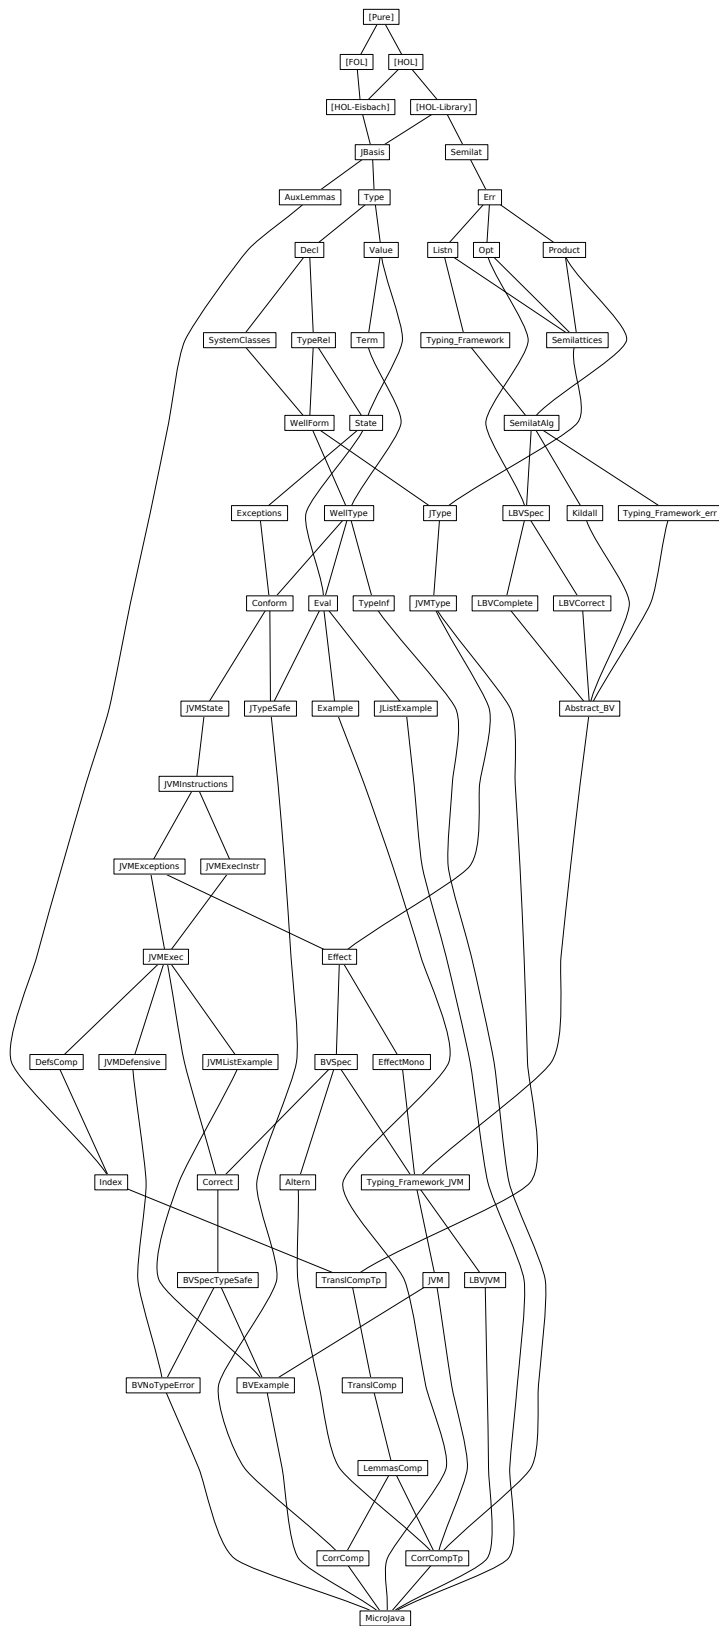 [Pure]
[FOL]
[HOL]
[HOL-Eisbach]
[HOL-Library]
JBasis
Semilat
AuxLemmas
Type
Err
Decl
Value
Listn
Opt
Product
SystemClasses
TypeRel
Term
Typing_Framework
Semilattices
WellForm
State
SemilatAlg
Exceptions
WellType
JType
LBVSpec
Kildall
Typing_Framework_err
Conform
Eval
TypeInf
JVMType
LBVComplete
LBVCorrect
JVMState
JTypeSafe
Example
JListExample
Abstract_BV
JVMInstructions
JVMExceptions
JVMExecInstr
JVMExec
Effect
DefsComp
JVMDefensive
JVMListExample
BVSpec
EffectMono
Index
Correct
Altern
Typing_Framework_JVM
BVSpecTypeSafe
TranslCompTp
JVM
LBVJVM
BVNoTypeError
BVExample
TranslComp
LemmasComp
CorrComp
CorrCompTp
MicroJava